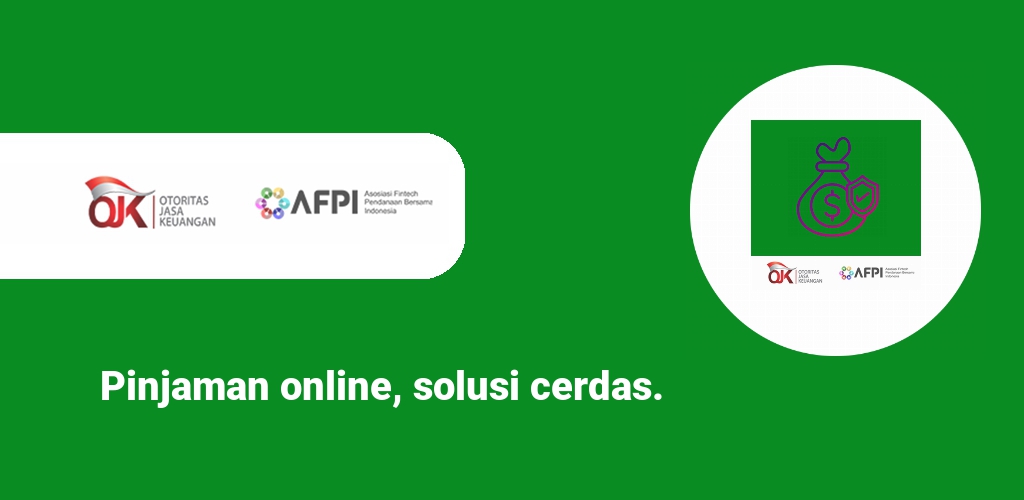 OJK
OTORITAS
JASA
KEUANGAN
AFPI
Asosiasi Fintech
Pendanaan Bersama
Indonesia
$
OJK
OTORITAS
JASA
KEUANGAN
AFPI
Asosiasi Fintech
Pendanaan Bersama
Indonesia
Pinjaman online, solusi cerdas.